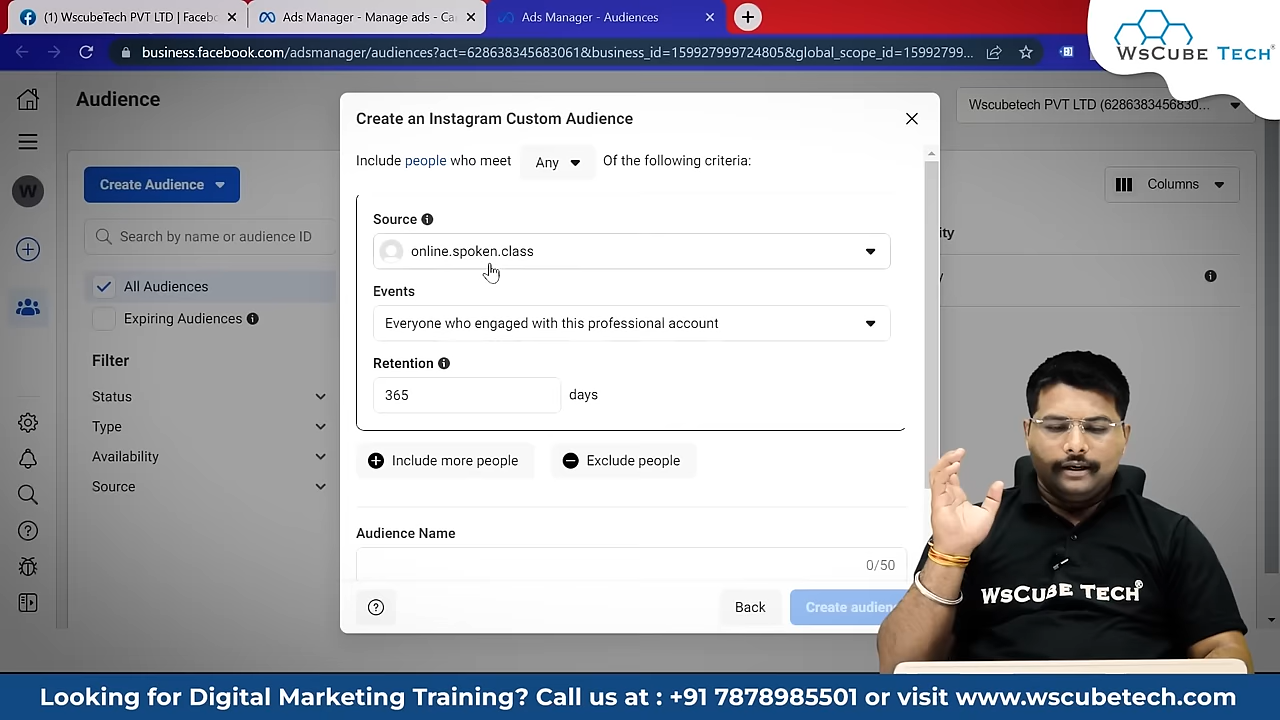 (1) WscubeTech PVT LTD | Faceb
Ads Manager - Manage ads - Ca
Ads Manager - Audiences
business.facebook.com/adsmanager/audiences?act=628638345683061&business_id=159927999724805&global_scope_id=15992799...
WsCube Tech
Audience
Wscubetech PVT LTD (6286383456830...
Create Audience
Columns
Search by name or audience ID
All Audiences
Expiring Audiences
Filter
Status
Type
Availability
Source
W
Create an Instagram Custom Audience
Include people who meet Any Of the following criteria:
Source
online.spoken.class
Events
Everyone who engaged with this professional account
Retention
365 days
Include more people
Exclude people
Audience Name
0/50
Back
Create audien
WsCube Tech
Looking for Digital Marketing Training? Call us at : +91 7878985501 or visit www.wscubetech.com